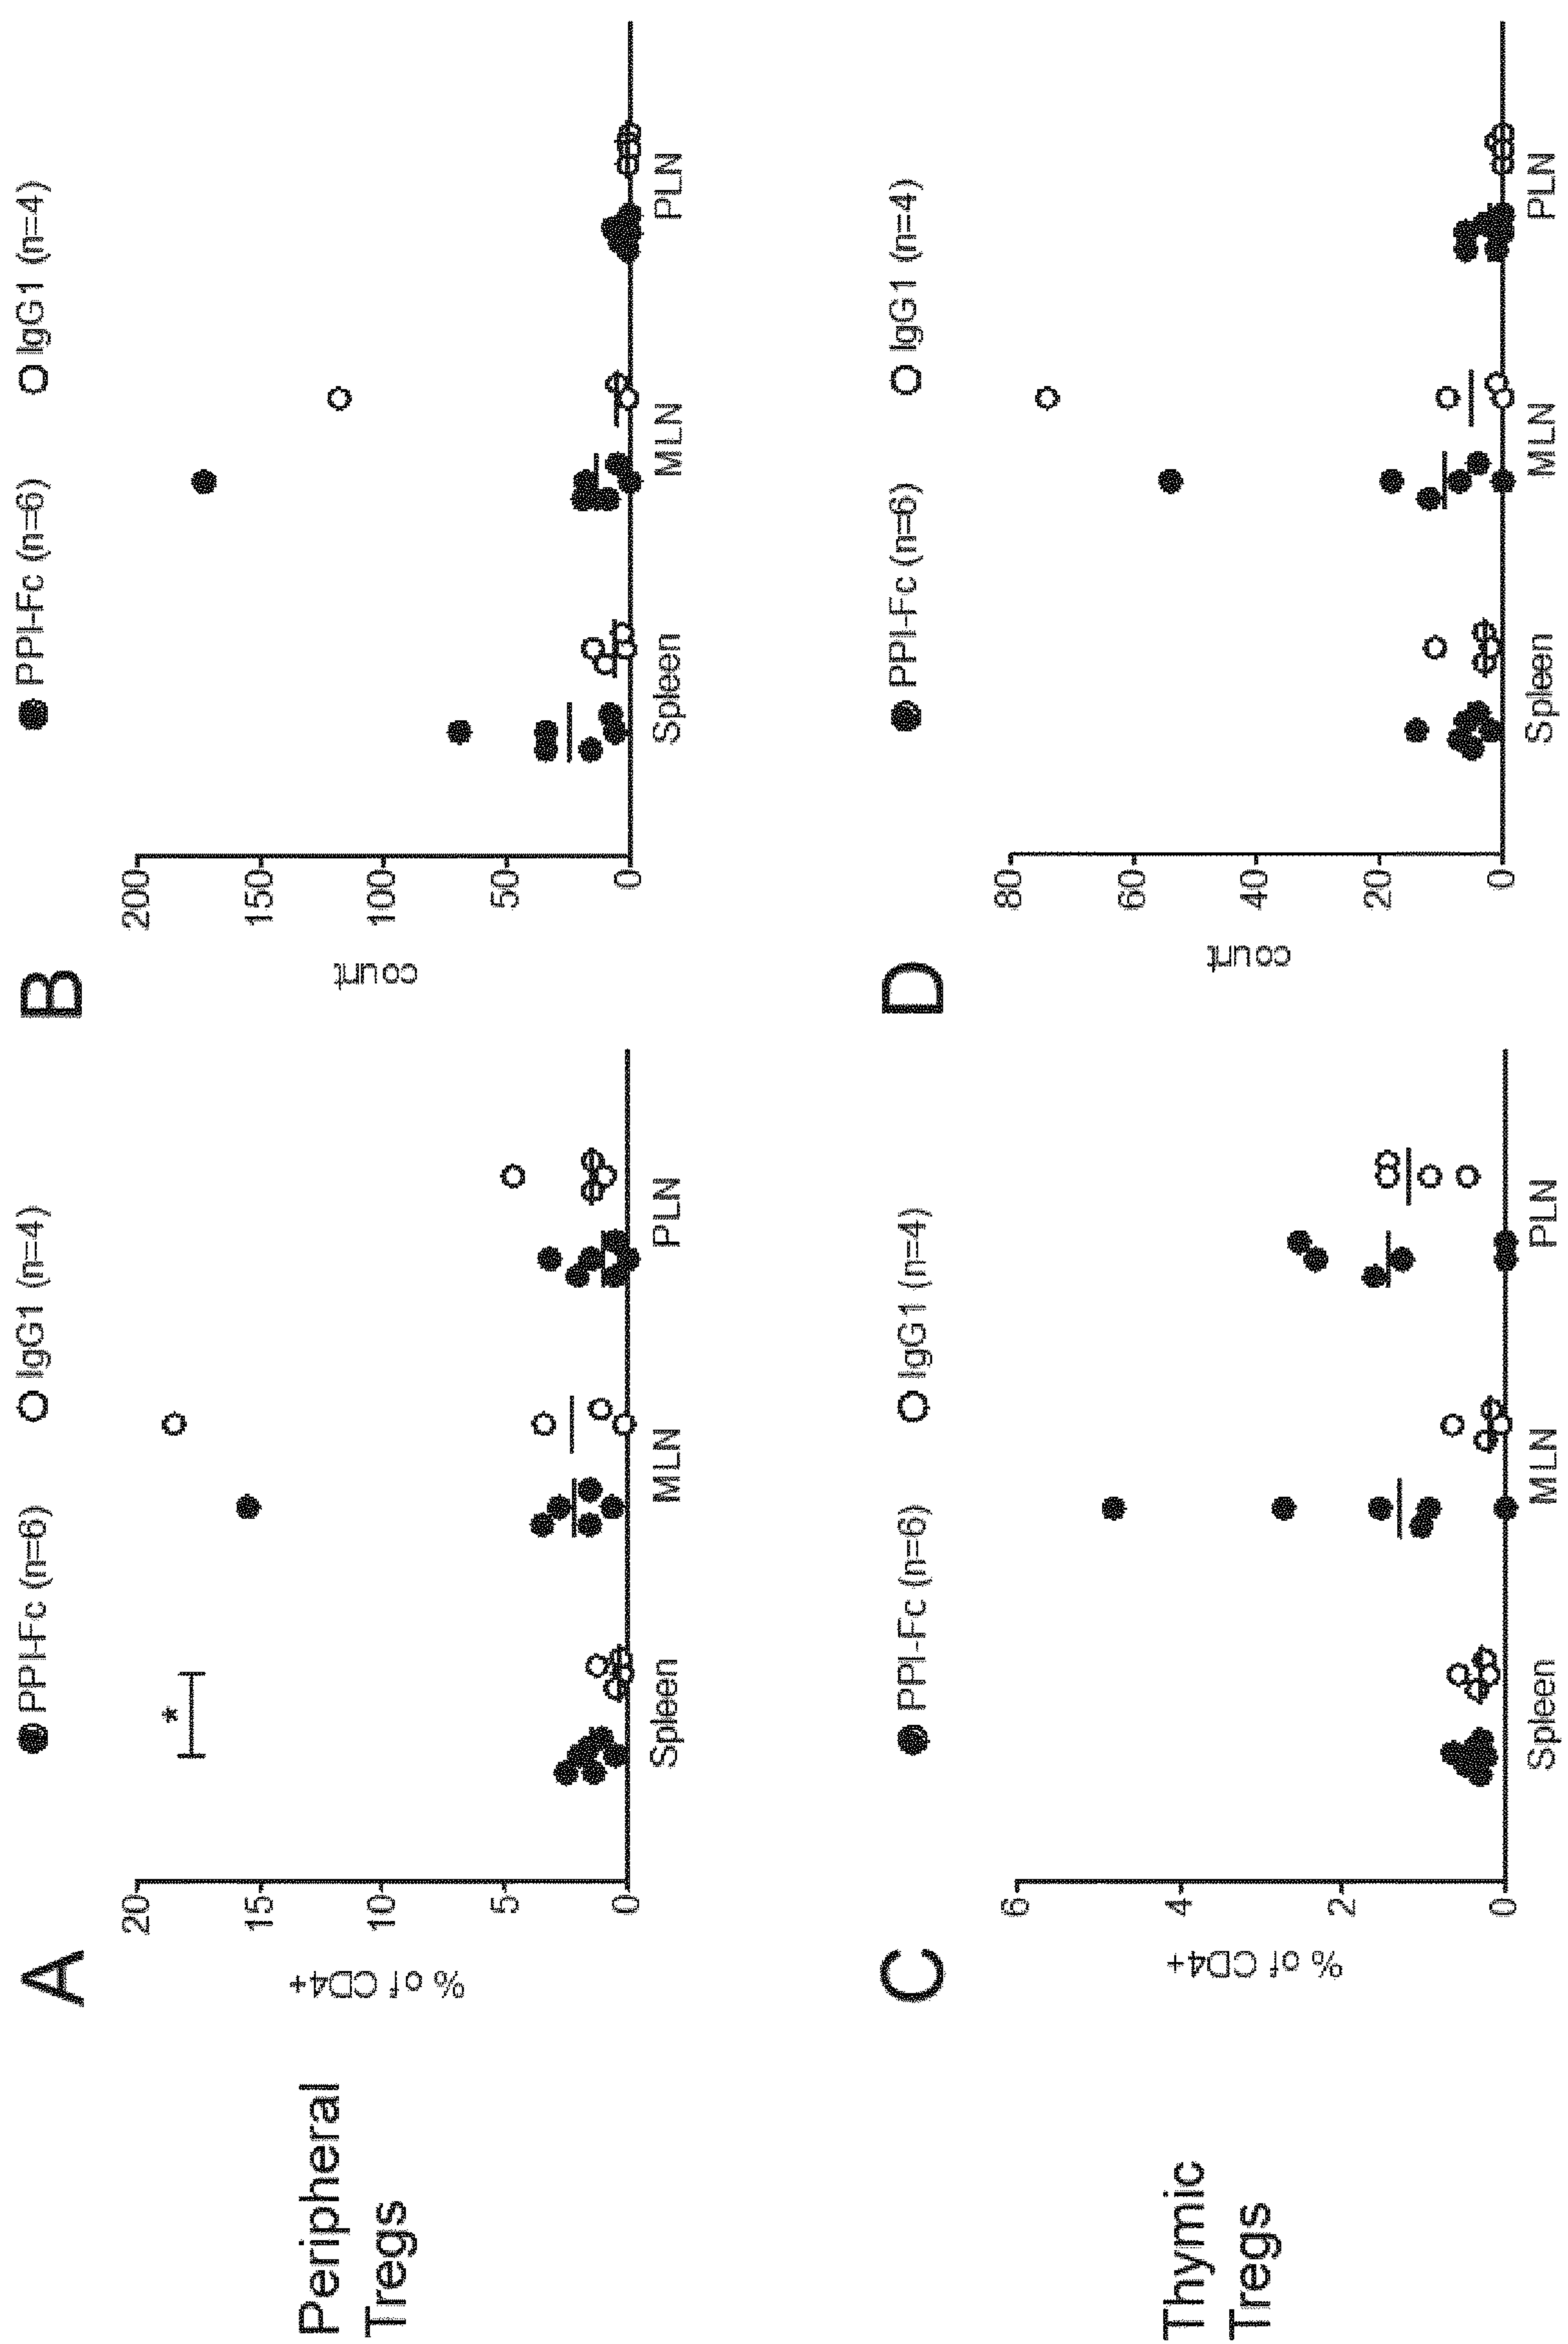 Peripheral
Tregs
A
PPI-Fc (n=6) IgG1 (n=4)
*
% of CD4+
20
15
10
5
0
Spleen MLN PLN
B
PPI-Fc (n=6) IgG1 (n=4)
count
200
150
100
50
0
Spleen MLN PLN
Thymic
Tregs
C
PPI-Fc (n=6) IgG1 (n=4)
% of CD4+
6
4
2
0
Spleen MLN PLN
D
PPI-Fc (n=6) IgG1 (n=4)
count
80
60
40
20
0
Spleen MLN PLN